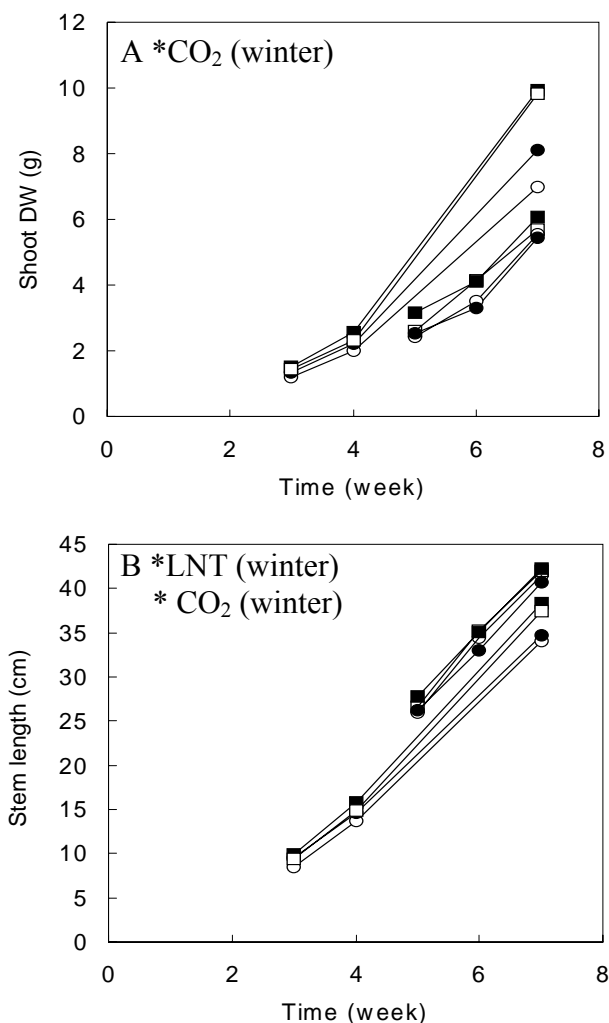 A *CO₂ (winter)
12
10
8
6
4
2
0
Shoot DW (g)
0 2 4 6 8
Time (week)
B *LNT (winter)
* CO₂ (winter)
45
40
35
30
25
20
15
10
5
0
Stem length (cm)
0 2 4 6 8
Time (week)